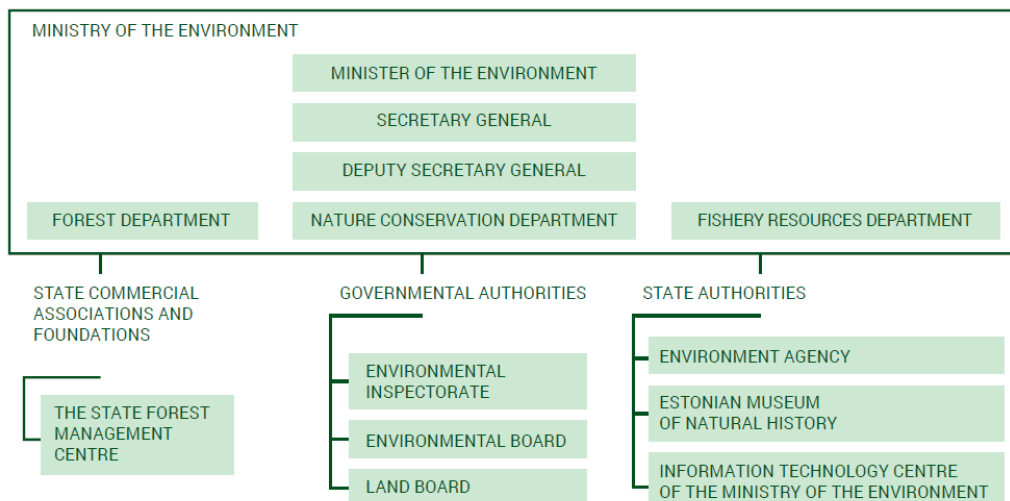 MINISTRY OF THE ENVIRONMENT
MINISTER OF THE ENVIRONMENT
SECRETARY GENERAL
DEPUTY SECRETARY GENERAL
FOREST DEPARTMENT
NATURE CONSERVATION DEPARTMENT
FISHERY RESOURCES DEPARTMENT
STATE COMMERCIAL
ASSOCIATIONS AND
FOUNDATIONS
THE STATE FOREST
MANAGEMENT
CENTRE
GOVERNMENTAL AUTHORITIES
ENVIRONMENTAL
INSPECTORATE
ENVIRONMENTAL BOARD
LAND BOARD
STATE AUTHORITIES
ENVIRONMENT AGENCY
ESTONIAN MUSEUM
OF NATURAL HISTORY
INFORMATION TECHNOLOGY CENTRE
OF THE MINISTRY OF THE ENVIRONMENT